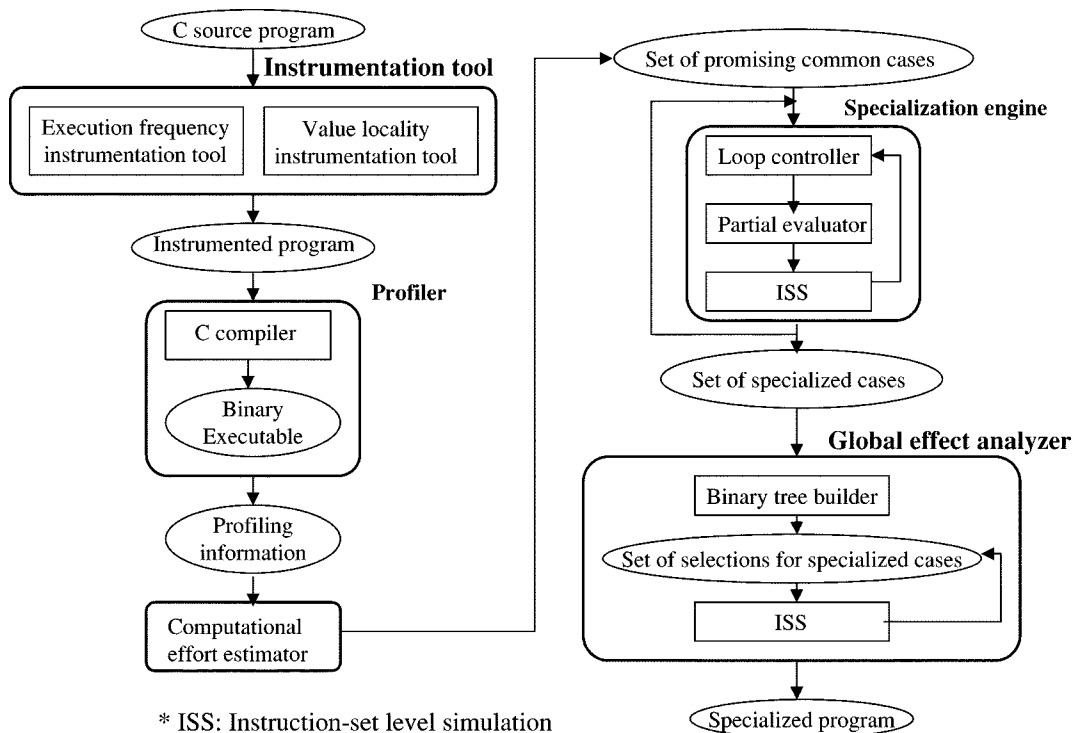 C source program
Instrumentation tool
Execution frequency
instrumentation tool
Value locality
instrumentation tool
Instrumented program
Profiler
C compiler
Binary
Executable
Profiling
information
Computational
effort estimator
* ISS: Instruction-set level simulation
Set of promising common cases
Specialization engine
Loop controller
Partial evaluator
ISS
Set of specialized cases
Global effect analyzer
Binary tree builder
Set of selections for specialized cases
ISS
Specialized program